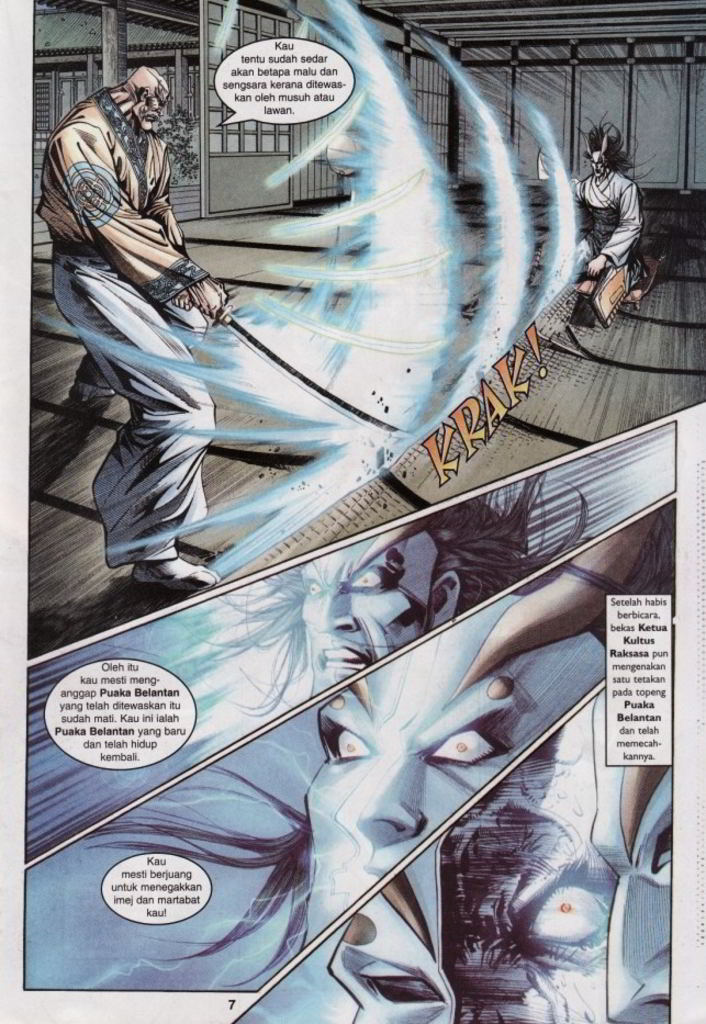 Kau
tentu sudah sedar
akan betapa malu dan
sengsara kerana ditewas-
kan oleh musuh atau
lawan.
KRAK!
Oleh itu
kau mesti meng-
anggap Puaka Belantan
yang telah ditewaskan itu
sudah mati. Kau ini ialah
Puaka Belantan yang baru
dan telah hidup
kembali.
Setelah habis
berbicara,
bekas Ketua
Kultus
Raksasa pun
mengenakan
satu tetakan
pada topeng
Puaka
Belantan
dan telah
memecah-
kannya.
Kau
mesti berjuang
untuk menegakkan
imej dan martabat
kau!
7